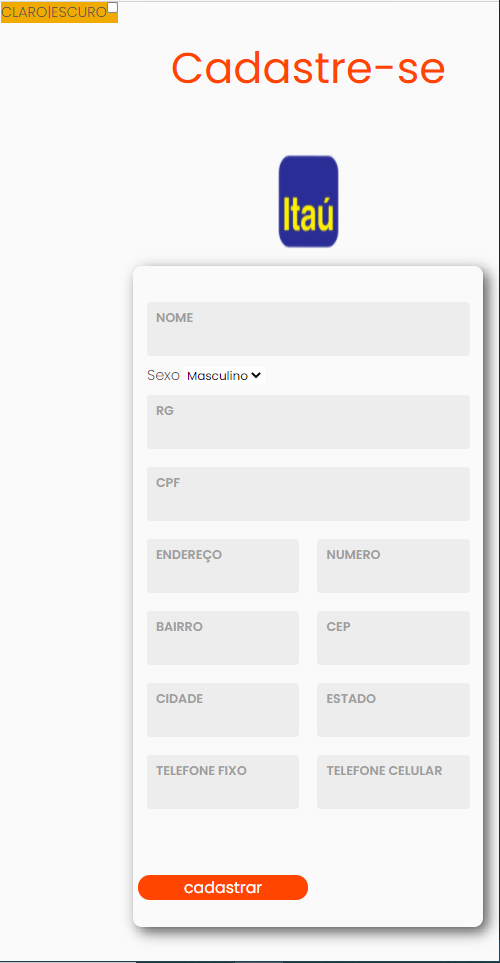 CLARO|ESCURO
Cadastre-se
Itaú
NOME
Sexo Masculino
RG
CPF
ENDEREÇO NUMERO
BAIRRO CEP
CIDADE ESTADO
TELEFONE FIXO TELEFONE CELULAR
cadastrar